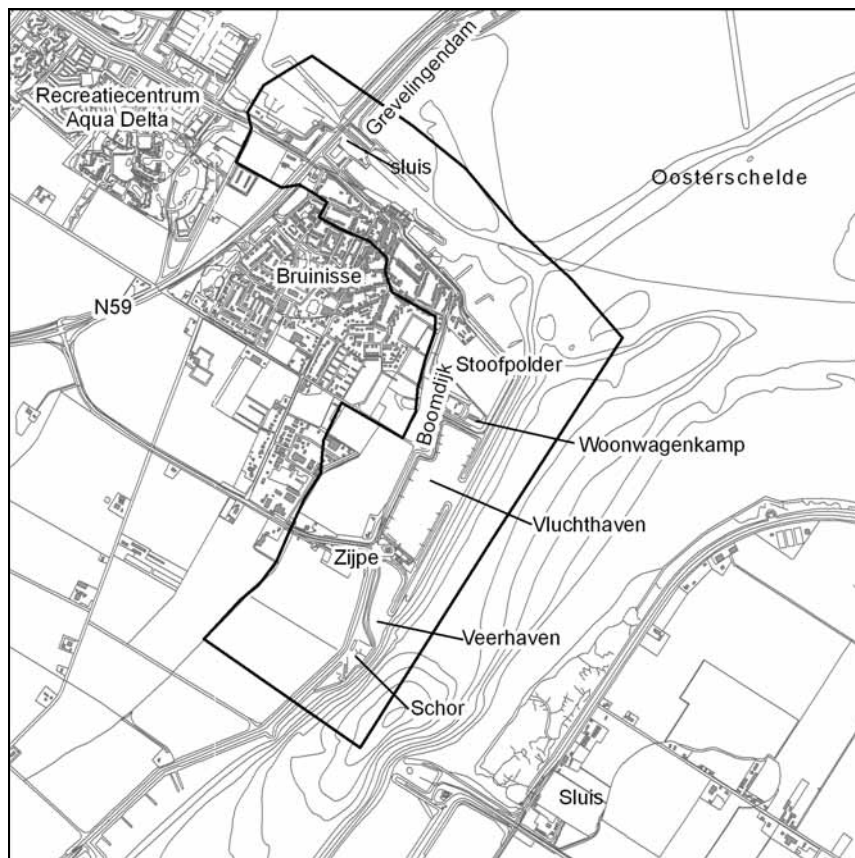 Grevelingendam
Recreatiecentrum
Aqua Delta
sluis
Oosterschelde
Bruinisse
N59
Stoofpolder
Boomdijk
Woonwagenkamp
Vluchthaven
Zijpe
Veerhaven
Schor
Sluis